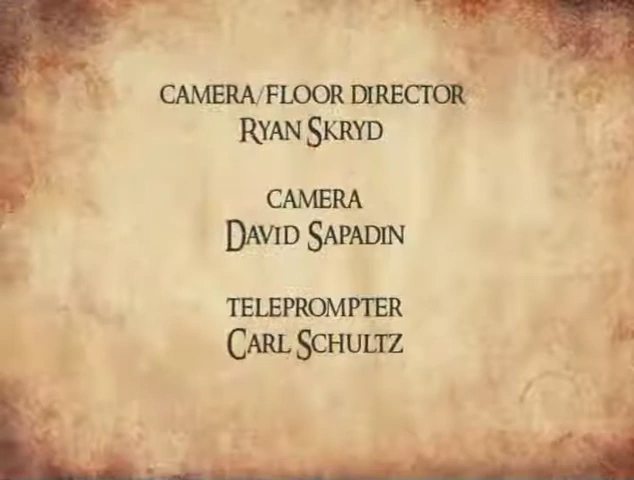 CAMERA/FLOOR DIRECTOR
RYAN SKRYD
CAMERA
DAVID SAPADIN
TELEPROMPTER
CARL SCHULTZ